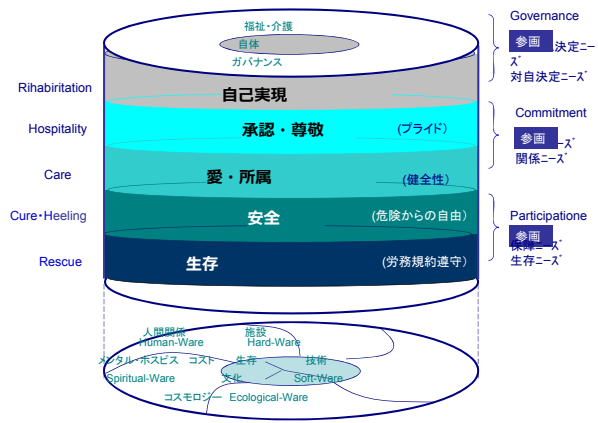 福祉・介護
自体
ガバナンス
Governance
参画
決定ニーズ
対自決定ニーズ
Rihabiritation
自己実現
Hospitality
承認・尊敬
(プライド)
Commitment
参画
ーズ
関係ニーズ
Care
愛・所属
(健全性)
Cure・Heeling
安全
(危険からの自由)
Participatione
参画
保障ニーズ
生存ニーズ
Rescue
生存
(労務規約遵守)
人間関係
Human-Ware
施設
Hard-Ware
メンタル・ホスピス
コスト
生存
技術
Spiritual-Ware
文化
Soft-Ware
コスモロジー
Ecological-Ware